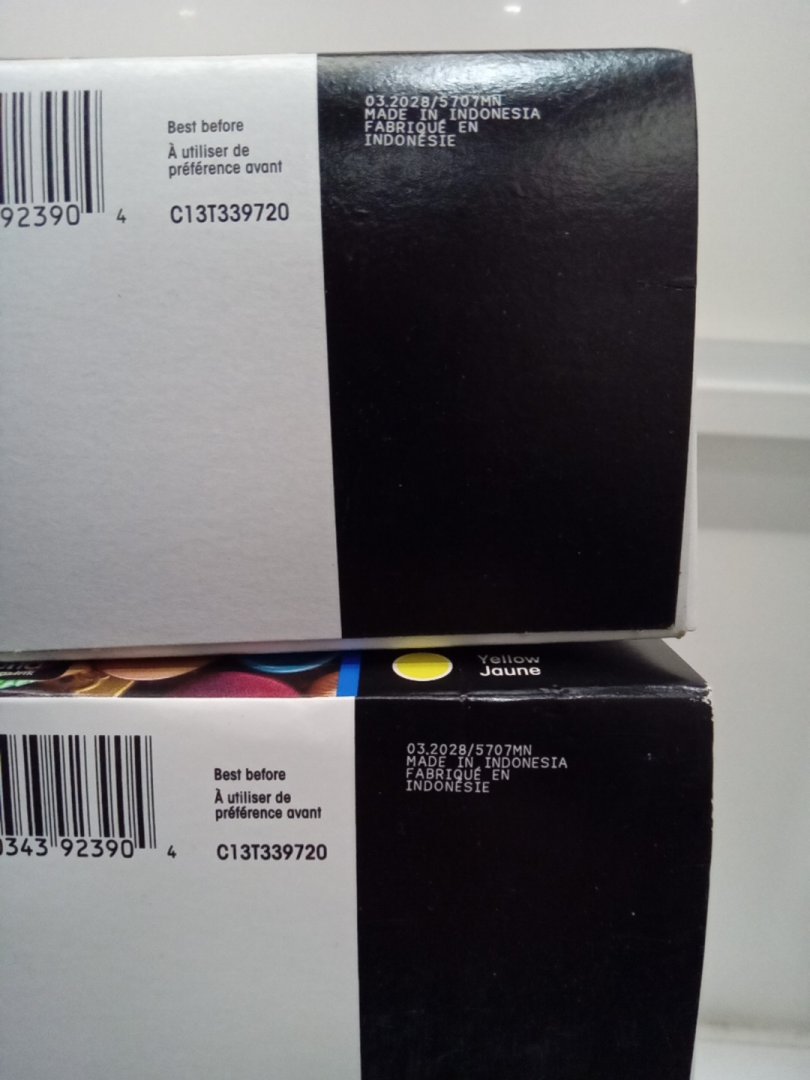 Best before
À utiliser de
préférence avant
92390 4
C13T339720
03.2028/5707MN
MADE IN INDONESIA
FABRIQUÉ EN
INDONÉSIE
Yellow
Jaune
Best before
À utiliser de
préférence avant
343 92390 4
C13T339720
03.2028/5707MN
MADE IN INDONESIA
FABRIQUÉ EN
INDONÉSIE